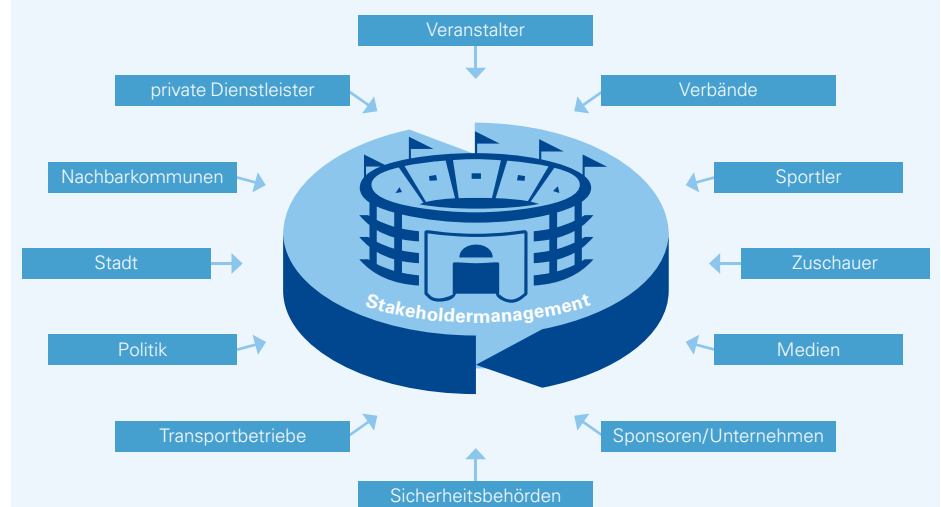 Veranstalter
private Dienstleister
Verbände
Nachbarkommunen
Sportler
Stadt
Zuschauer
Stakeholdermanagement
Politik
Medien
Transportbetriebe
Sponsoren/Unternehmen
Sicherheitsbehörden